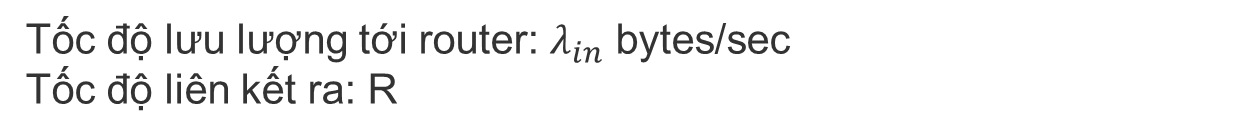 Tốc độ lưu lượng tới router: 𝜆𝑖𝑛 bytes/sec
Tốc độ liên kết ra: R